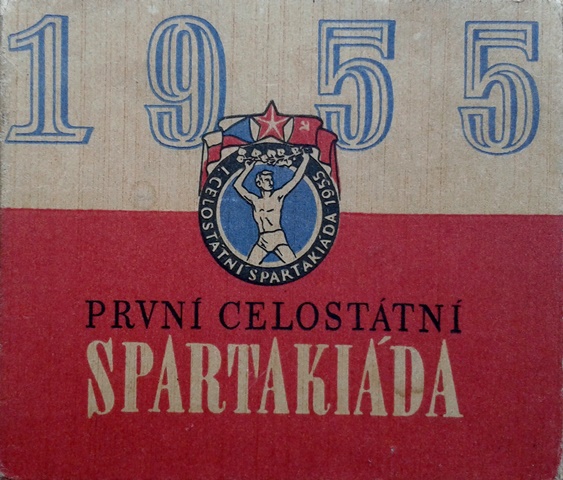 1955
I. CELOSTÁTNÍ SPARTAKIÁDA 1955
PRVNÍ CELOSTÁTNÍ
SPARTAKIÁDA